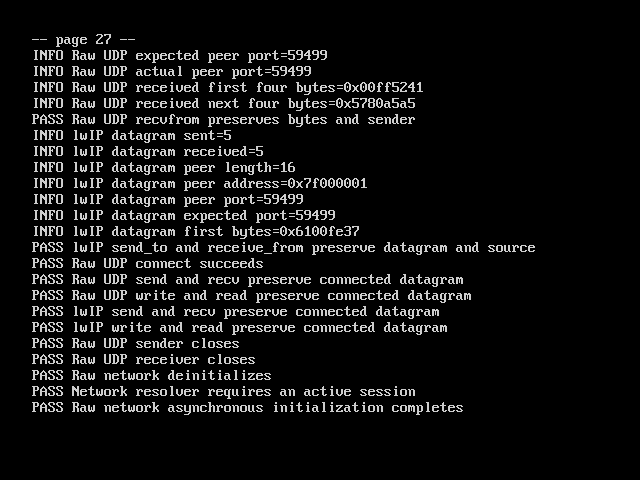 -- page 27 --
INFO Raw UDP expected peer port=59499
INFO Raw UDP actual peer port=59499
INFO Raw UDP received first four bytes=0x00ff5241
INFO Raw UDP received next four bytes=0x5780a5a5
PASS Raw UDP recvfrom preserves bytes and sender
INFO lwIP datagram sent=5
INFO lwIP datagram received=5
INFO lwIP datagram peer length=16
INFO lwIP datagram peer address=0x7f000001
INFO lwIP datagram peer port=59499
INFO lwIP datagram expected port=59499
INFO lwIP datagram first bytes=0x6100fe37
PASS lwIP send_to and receive_from preserve datagram and source
PASS Raw UDP connect succeeds
PASS Raw UDP send and recv preserve connected datagram
PASS Raw UDP write and read preserve connected datagram
PASS lwIP send and recv preserve connected datagram
PASS lwIP write and read preserve connected datagram
PASS Raw UDP sender closes
PASS Raw UDP receiver closes
PASS Raw network deinitializes
PASS Network resolver requires an active session
PASS Raw network asynchronous initialization completes